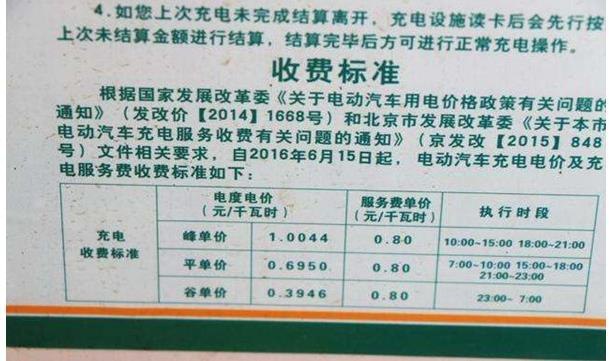 4.如您上次充电未完成结算离开，充电设施读卡后会先行按
上次未结算金额进行结算，结算完毕后方可进行正常充电操作。
收费标准
根据国家发展改革委《关于电动汽车用电价格政策有关问题的
通知》（发改价【2014】1668号）和北京市发展改革委《关于本市
电动汽车充电服务收费有关问题的通知》（京发改【2015】848
号）文件相关要求，自2016年6月15日起，电动汽车充电电价及充
电服务费收费标准如下：
充电
收费标准
电度电价
（元/千瓦时）
服务费单价
（元/千瓦时）
执行时段
峰单价 1.0044 0.80 10:00~15:00 18:00~21:00
平单价 0.6950 0.80 7:00~10:00 15:00~18:00
21:00~23:00
谷单价 0.3946 0.80 23:00~ 7:00